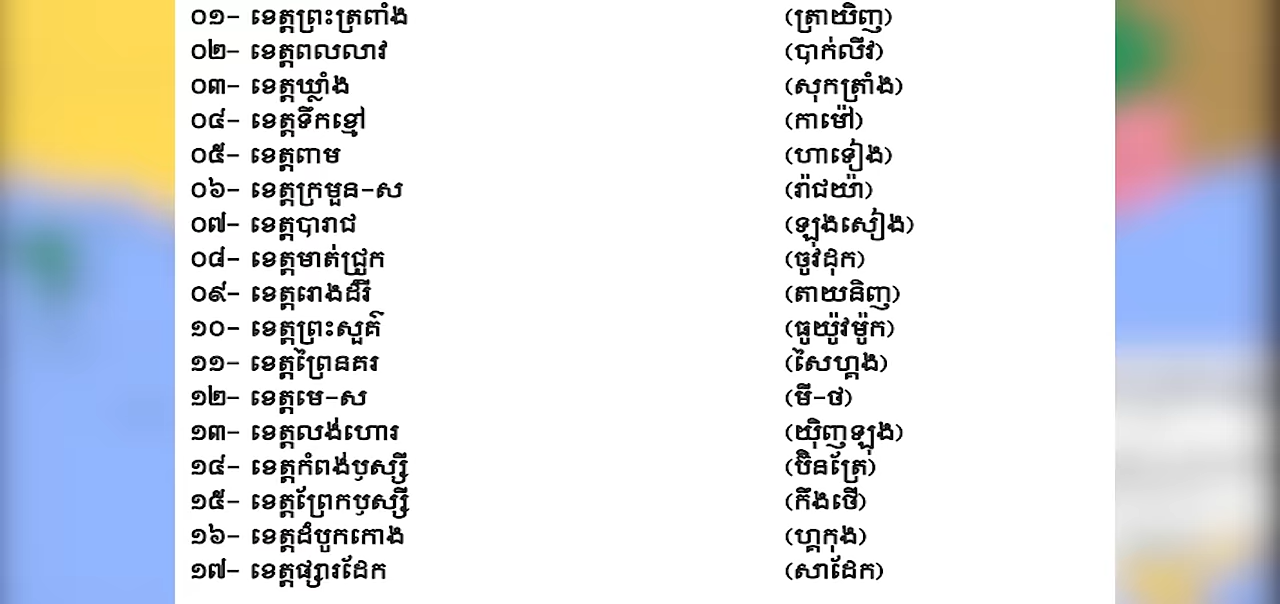 ០១- ខេត្តព្រះត្រពាំង (ត្រាយិញ)
០២- ខេត្តពលលាវ (បាក់លីវ)
០៣- ខេត្តឃ្លាំង (សុកត្រាំង)
០៤- ខេត្តទឹកខ្មៅ (កាម៉ៅ)
០៥- ខេត្តពាម (ហាទៀង)
០៦- ខេត្តក្រមួន-ស (រ៉ាជយ៉ា)
០៧- ខេត្តបារាជ (ឡុងសៀង)
០៨- ខេត្តមាត់ជ្រូក (ចូវដុក)
០៩- ខេត្តរោងដំរី (តាយនិញ)
១០- ខេត្តព្រះសួគ៌ (ធូយ៉ូវម៉ូក)
១១- ខេត្តព្រៃនគរ (សៃហ្គង)
១២- ខេត្តមេ-ស (មី-ថ)
១៣- ខេត្តលង់ហោរ (យ៉ិញឡុង)
១៤- ខេត្តកំពង់ឫស្សី (ប៊ិនត្រែ)
១៥- ខេត្តព្រែកឫស្សី (កឹងថើ)
១៦- ខេត្តដំបូកកោង (ហ្គកុង)
១៧- ខេត្តផ្សារដែក (សាដែក)